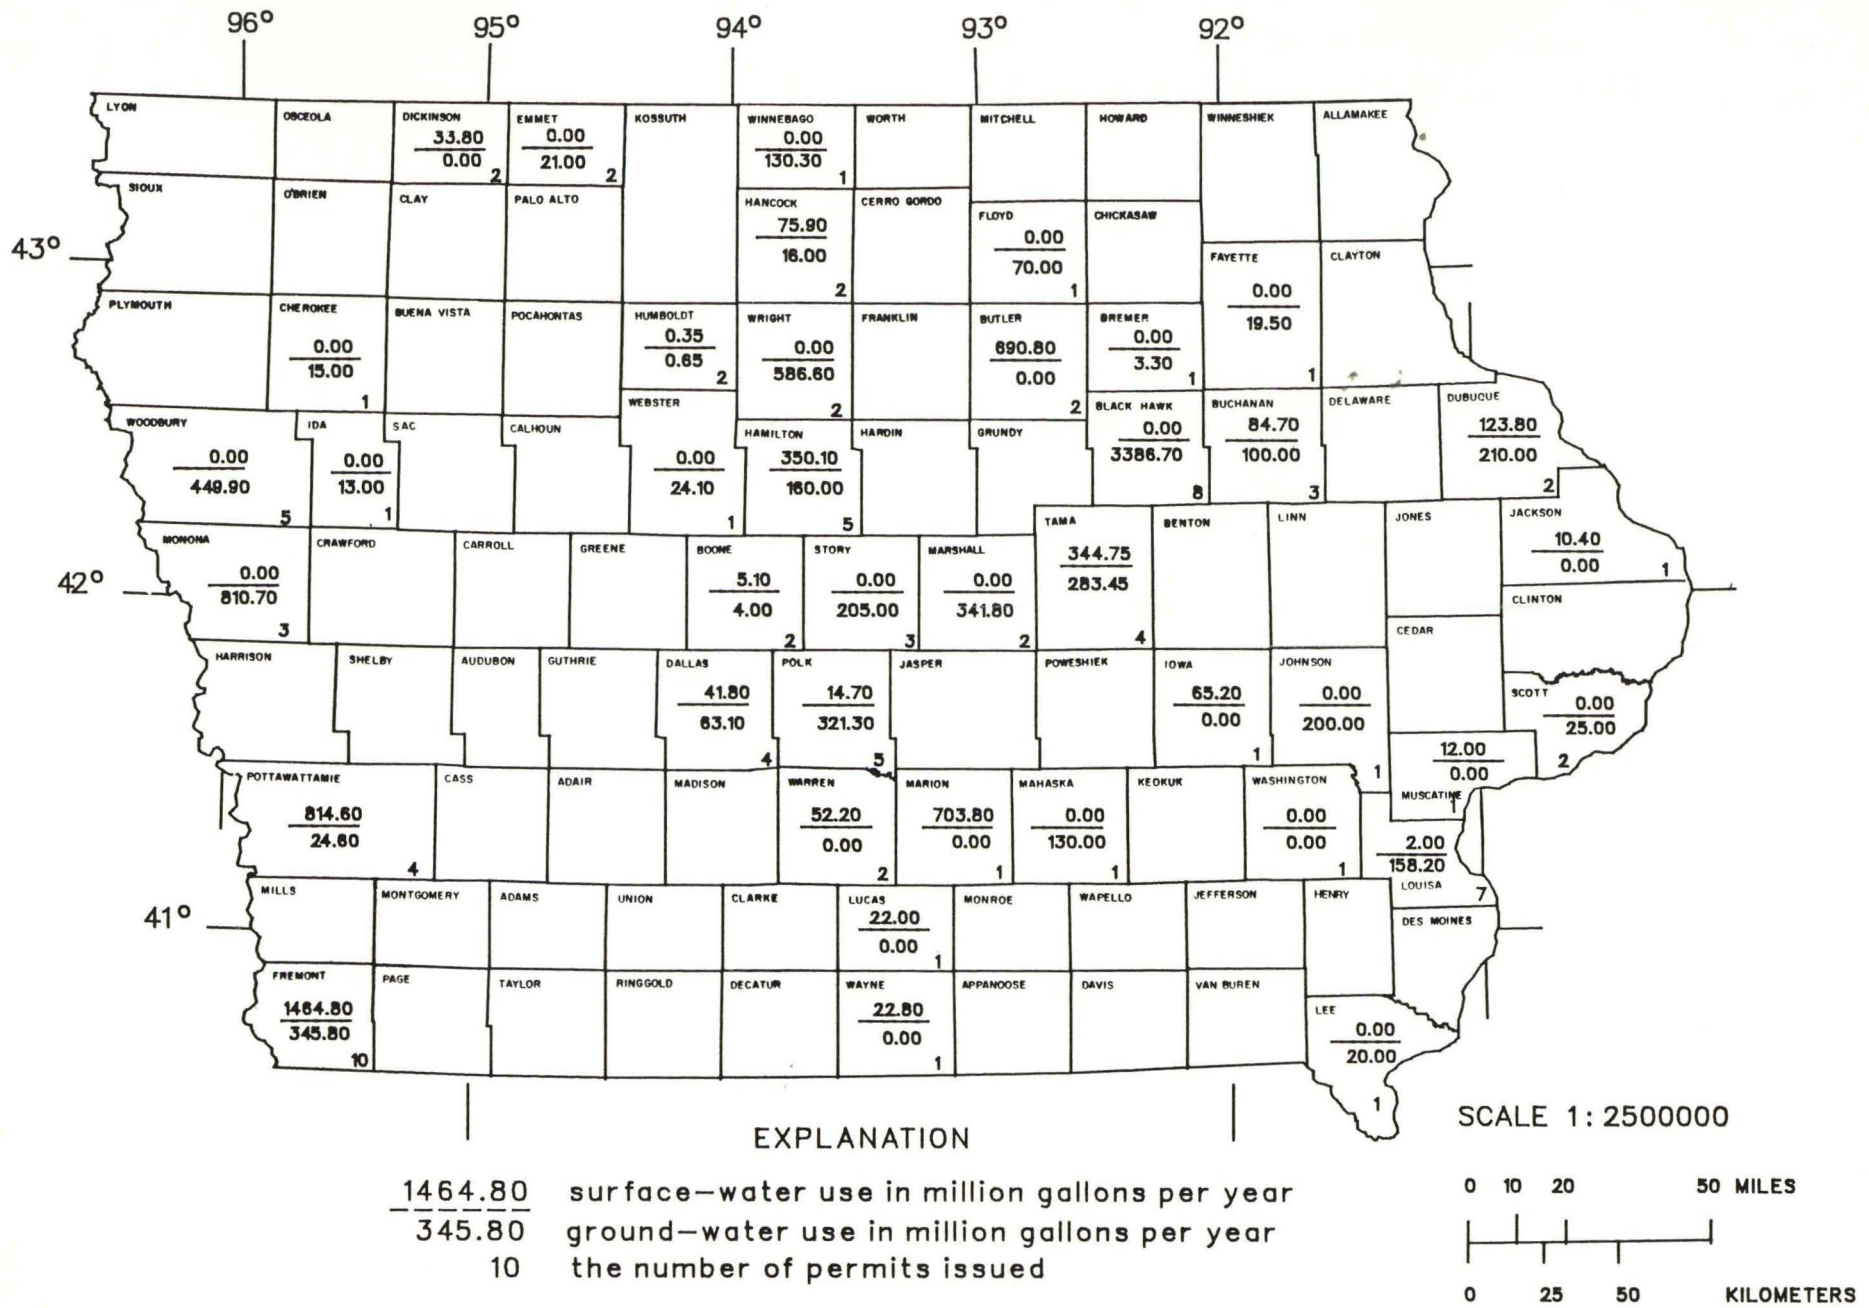 96° 95° 94° 93° 92°
LYON
OSCEOLA
DICKINSON
33.80
0.00
2
EMMET
0.00
21.00
2
KOSSUTH
WINNEBAGO
0.00
130.30
1
WORTH
MITCHELL
HOWARD
WINNESHIEK
ALLAMAKEE
SIOUX
O'BRIEN
CLAY
PALO ALTO
HANCOCK
75.90
16.00
2
CERRO GORDO
FLOYD
0.00
70.00
1
CHICKASAW
43°
FAYETTE
0.00
19.50
1
CLAYTON
PLYMOUTH
CHEROKEE
0.00
15.00
1
BUENA VISTA
POCAHONTAS
HUMBOLDT
0.35
0.65
2
WRIGHT
0.00
586.60
2
FRANKLIN
BUTLER
690.80
0.00
2
BREMER
0.00
3.30
1
WOODBURY
0.00
449.90
5
IDA
0.00
13.00
1
SAC
CALHOUN
WEBSTER
0.00
24.10
1
HAMILTON
350.10
160.00
5
HARDIN
GRUNDY
BLACK HAWK
0.00
3386.70
8
BUCHANAN
84.70
100.00
3
DELAWARE
DUBUQUE
123.80
210.00
2
42°
MONONA
0.00
810.70
3
CRAWFORD
CARROLL
GREENE
BOONE
5.10
4.00
2
STORY
0.00
205.00
3
MARSHALL
0.00
341.80
2
TAMA
344.75
283.45
4
BENTON
LINN
JONES
JACKSON
10.40
0.00
1
CLINTON
CEDAR
HARRISON
SHELBY
AUDUBON
GUTHRIE
DALLAS
41.80
63.10
4
POLK
14.70
321.30
5
JASPER
POWESHIEK
IOWA
65.20
0.00
1
JOHNSON
0.00
200.00
1
SCOTT
0.00
25.00
2
12.00
0.00
MUSCATINE
1
POTTAWATTAMIE
814.60
24.60
4
CASS
ADAIR
MADISON
WARREN
52.20
0.00
2
MARION
703.80
0.00
1
MAHASKA
0.00
130.00
1
KEOKUK
WASHINGTON
0.00
0.00
1
2.00
158.20
LOUISA
7
41°
MILLS
MONTGOMERY
ADAMS
UNION
CLARKE
LUCAS
22.00
0.00
1
MONROE
WAPELLO
JEFFERSON
HENRY
DES MOINES
FREMONT
1464.80
345.80
10
PAGE
TAYLOR
RINGGOLD
DECATUR
WAYNE
22.80
0.00
1
APPANOOSE
DAVIS
VAN BUREN
LEE
0.00
20.00
1
EXPLANATION
1464.80 surface-water use in million gallons per year
345.80 ground-water use in million gallons per year
10 the number of permits issued
SCALE 1:2500000
0 10 20 50 MILES
0 25 50 KILOMETERS